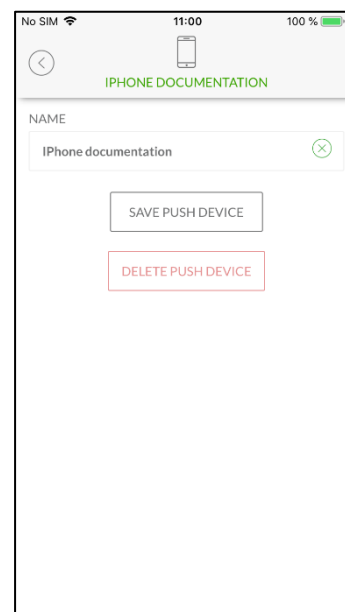 No SIM 11:00 100 %
IPHONE DOCUMENTATION
NAME
IPhone documentation
SAVE PUSH DEVICE
DELETE PUSH DEVICE